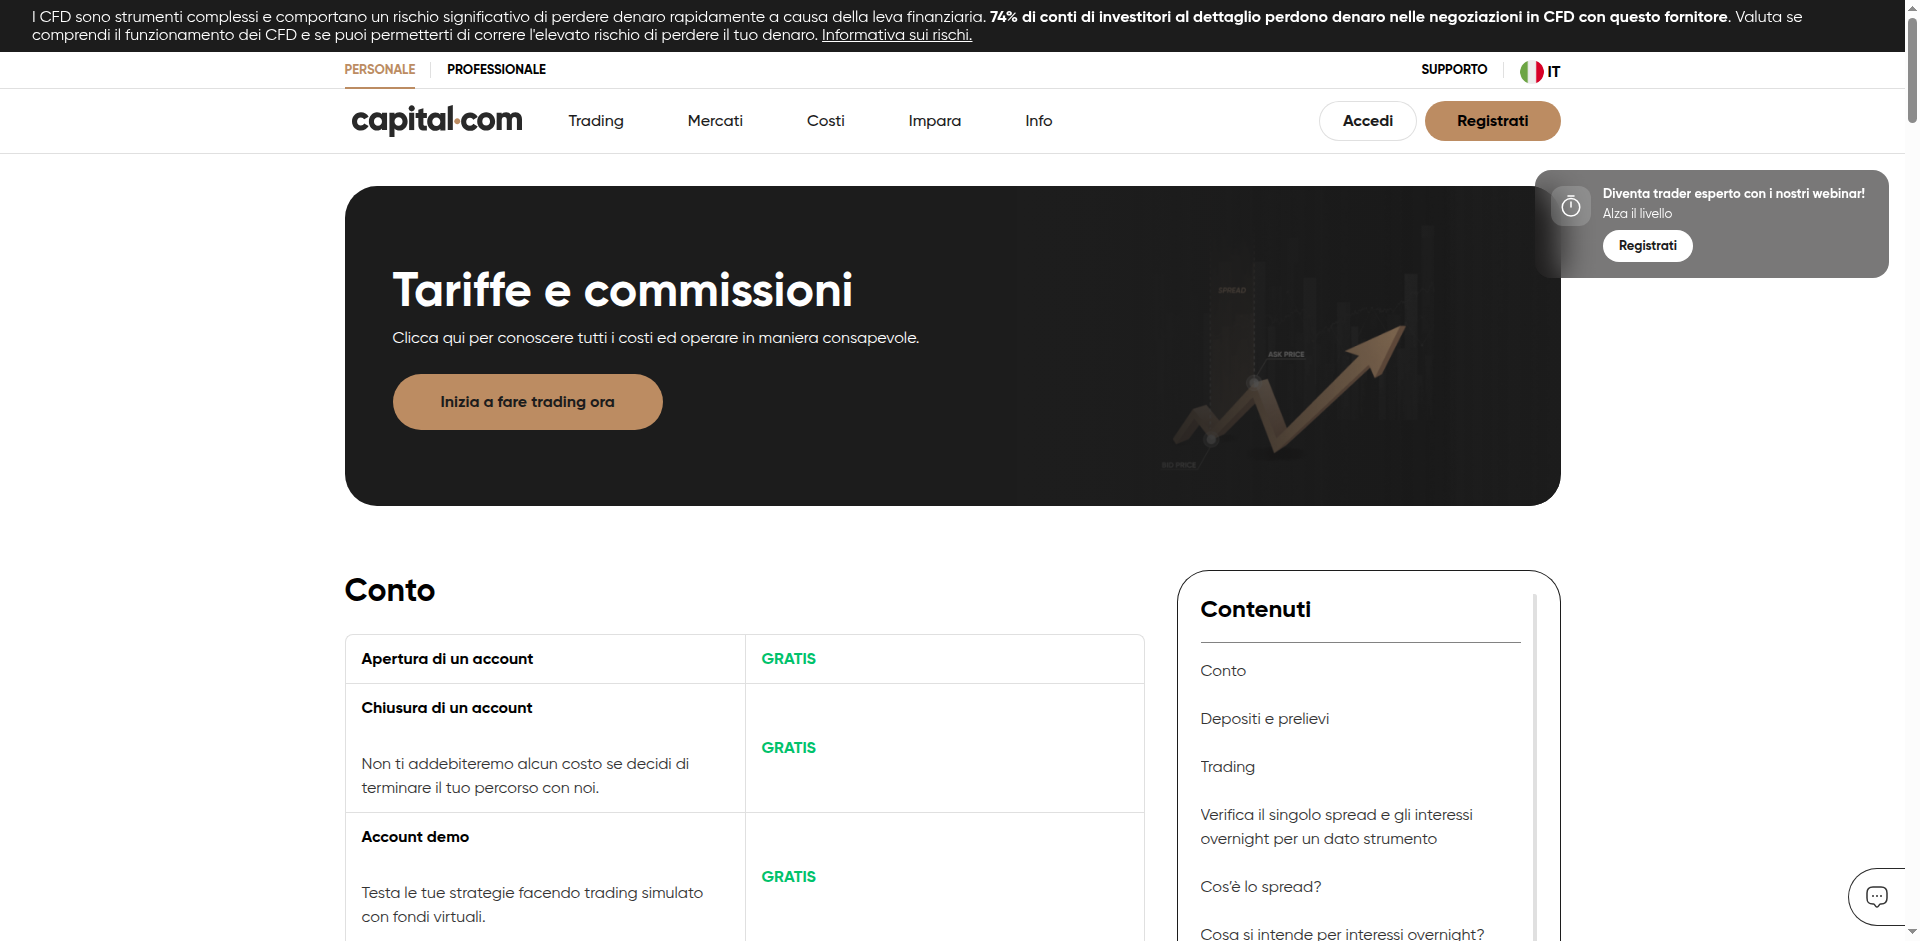 I CFD sono strumenti complessi e comportano un rischio significativo di perdere denaro rapidamente a causa della leva finanziaria. 74% di conti di investitori al dettaglio perdono denaro nelle negoziazioni in CFD con questo fornitore. Valuta se
comprendi il funzionamento dei CFD e se puoi permetterti di correre l'elevato rischio di perdere il tuo denaro. Informativa sui rischi.
PERSONALE
PROFESSIONALE
SUPPORTO
IT
capital.com
Trading
Mercati
Costi
Impara
Info
Accedi
Registrati
Diventa trader esperto con i nostri webinar!
Alza il livello
Registrati
Tariffe e commissioni
Clicca qui per conoscere tutti i costi ed operare in maniera consapevole.
Inizia a fare trading ora
SPREAD
ASK PRICE
BID PRICE
Conto
Apertura di un account
GRATIS
Chiusura di un account
Non ti addebiteremo alcun costo se decidi di
terminare il tuo percorso con noi.
GRATIS
Account demo
Testa le tue strategie facendo trading simulato
con fondi virtuali.
GRATIS
Contenuti
Conto
Depositi e prelievi
Trading
Verifica il singolo spread e gli interessi
overnight per un dato strumento
Cos'è lo spread?
Cosa si intende per interessi overnight?